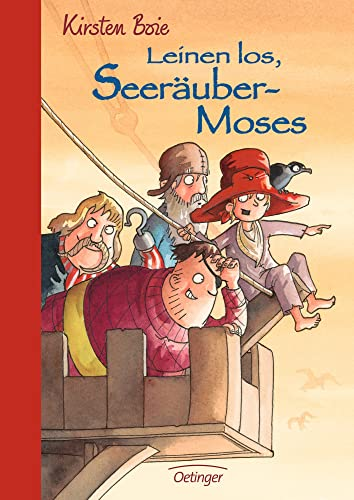 Kirsten Boie
Leinen los,
Seeräuber-
Moses
Oetinger